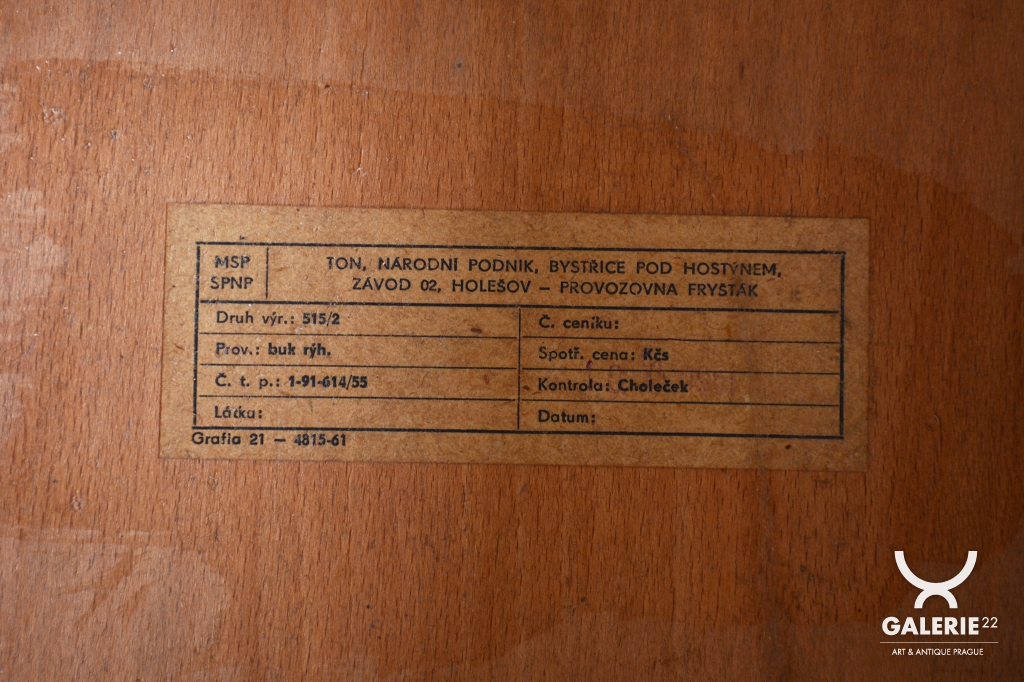 MSP
SPNP
TON, NÁRODNÍ PODNIK, BYSTŘICE POD HOSTÝNEM,
ZÁVOD 02, HOLEŠOV – PROVOZOVNA FRYŠTÁK
Druh výr.: 515/2
Č. ceníku:
Prov.: buk rýh.
Spotř. cena: Kčs
Č. t. p.: 1-91-614/55
Kontrola: Choleček
Látka:
Datum:
Grafia 21 – 4815-61
GALERIE 22
ART & ANTIQUE PRAGUE